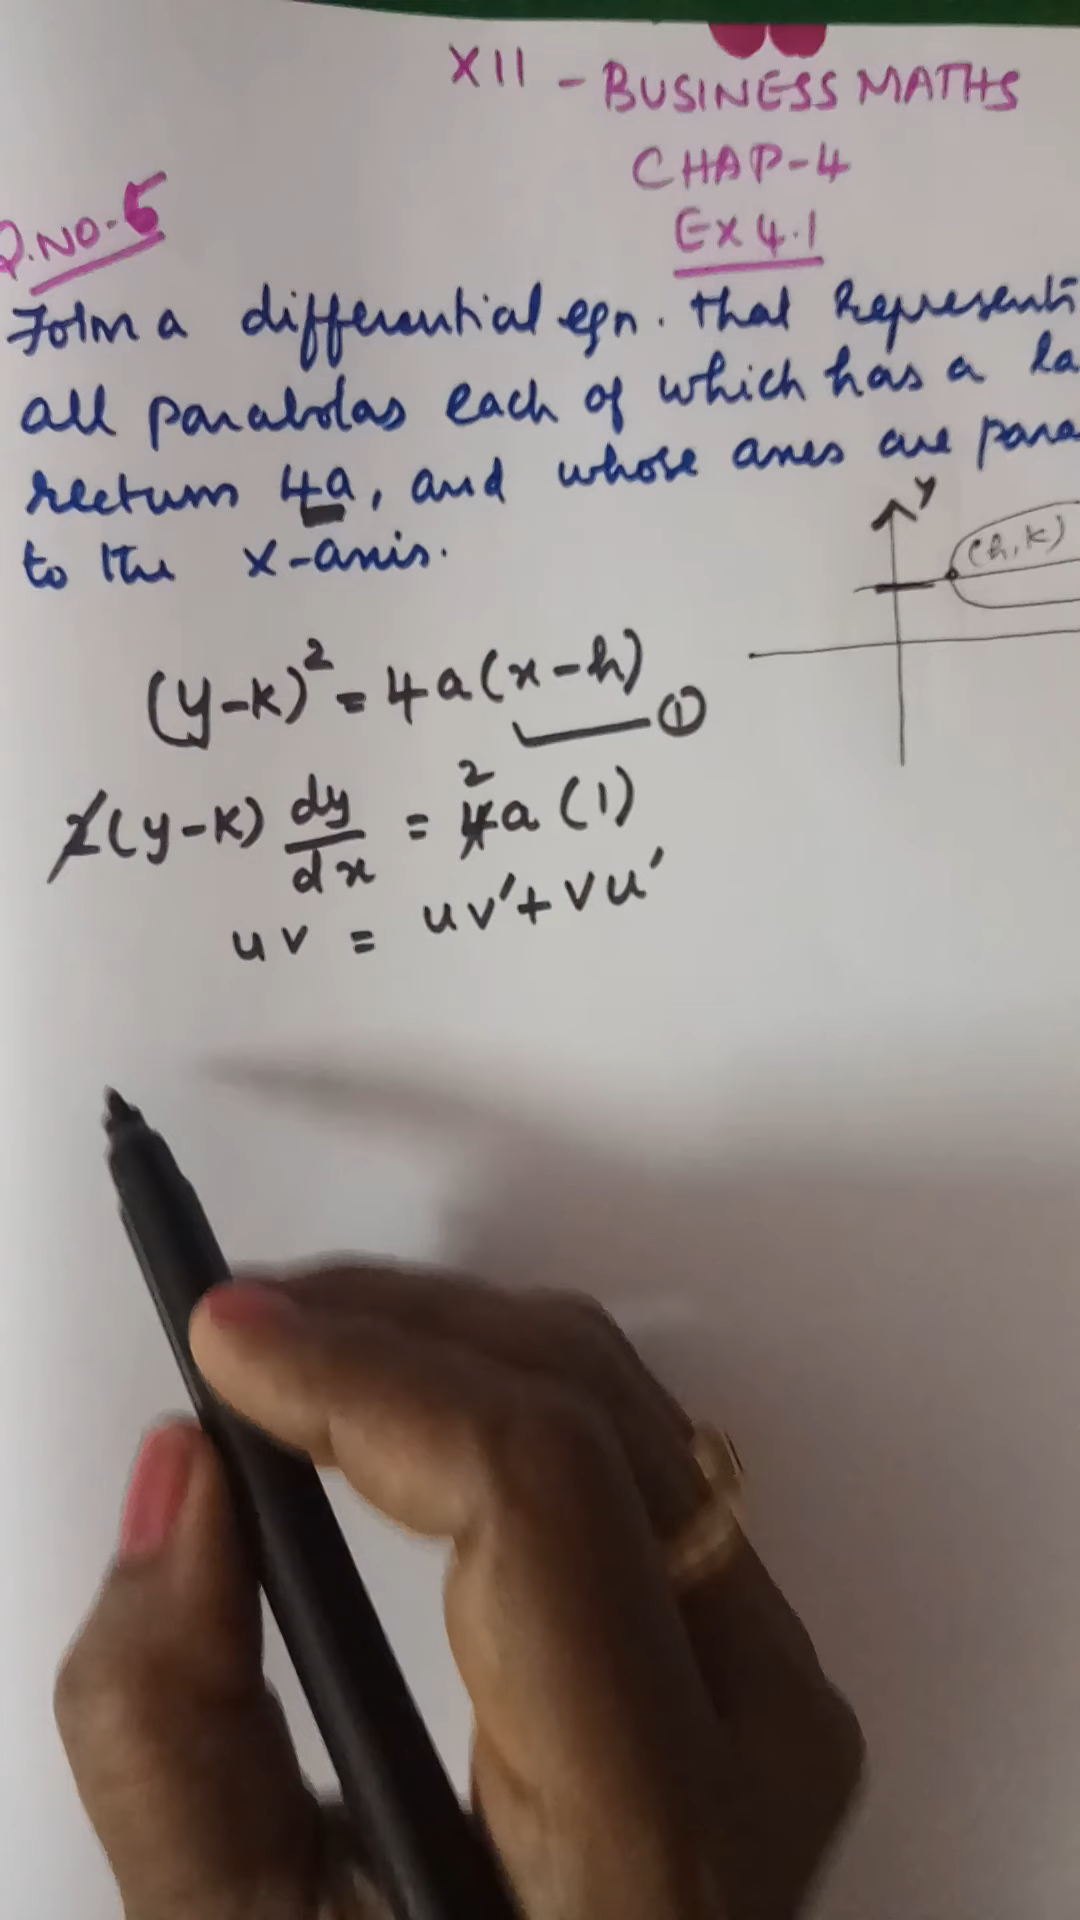 XII - BUSINESS MATHS
CHAP-4
EX 4.1
Q.NO-5
Form a differential eqn. that represents
all parabolas each of which has a
rectum 4a, and whose axes are
to the x-axis.
y
(h,k)
(y-k)² = 4a(x-h) ①
2(y-k) dy/dx = 4a (1)
2
uv = uv' + vu'